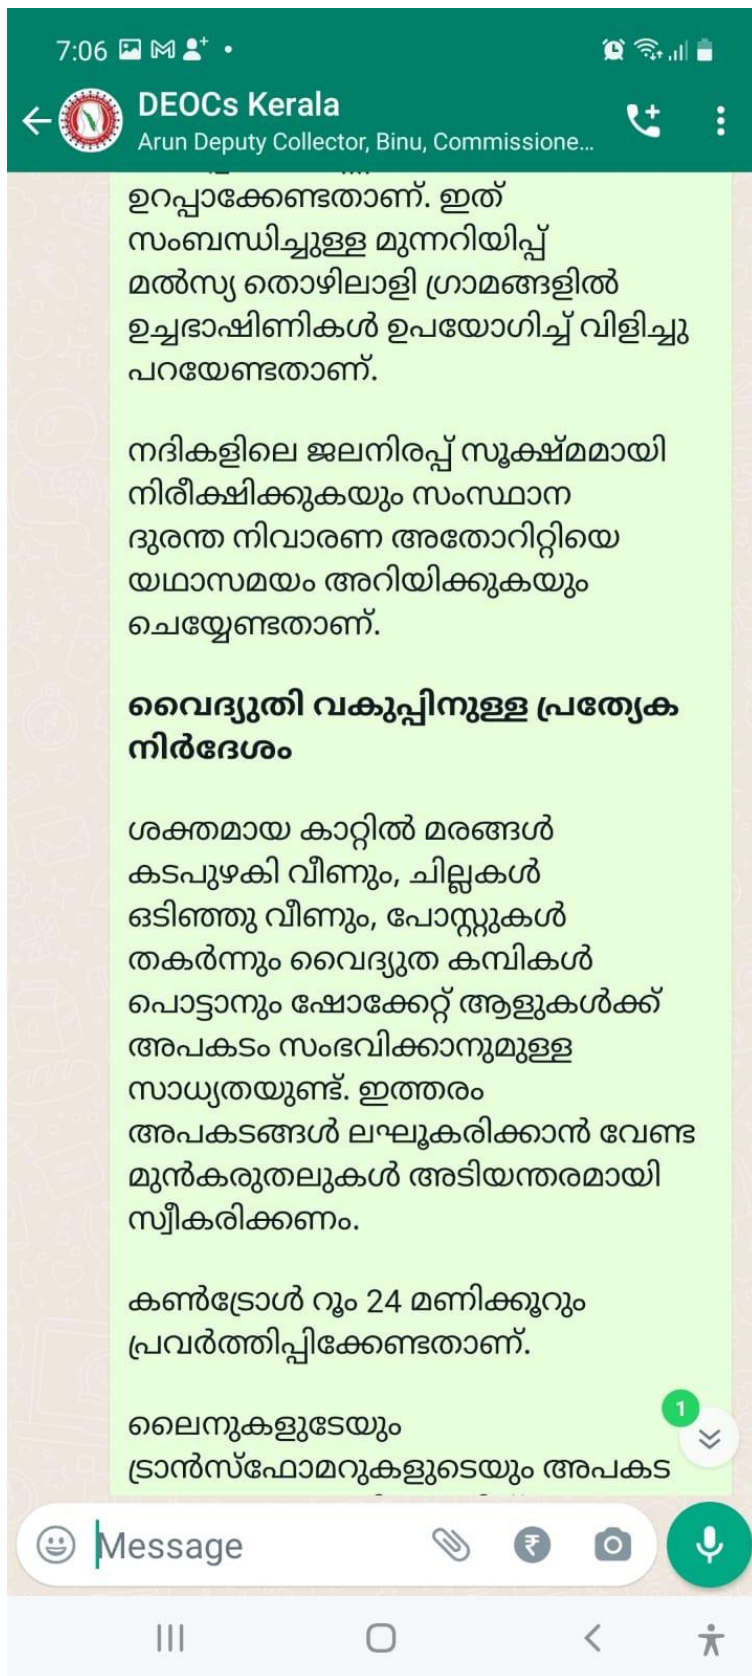 7:06
DEOCs Kerala
Arun Deputy Collector, Binu, Commissione...
ഉറപ്പാക്കേണ്ടതാണ്. ഇത്
സംബന്ധിച്ചുള്ള മുന്നറിയിപ്പ്
മൽസ്യ തൊഴിലാളി ഗ്രാമങ്ങളിൽ
ഉച്ചഭാഷിണികൾ ഉപയോഗിച്ച് വിളിച്ചു
പറയേണ്ടതാണ്.
നദികളിലെ ജലനിരപ്പ് സൂക്ഷ്മമായി
നിരീക്ഷിക്കുകയും സംസ്ഥാന
ദുരന്ത നിവാരണ അതോറിറ്റിയെ
യഥാസമയം അറിയിക്കുകയും
ചെയ്യേണ്ടതാണ്.
വൈദ്യുതി വകുപ്പിനുള്ള പ്രത്യേക
നിർദേശം
ശക്തമായ കാറ്റിൽ മരങ്ങൾ
കടപുഴകി വീണും, ചില്ലകൾ
ഒടിഞ്ഞു വീണും, പോസ്റ്റുകൾ
തകർന്നും വൈദ്യുത കമ്പികൾ
പൊട്ടാനും ഷോക്കേറ്റ് ആളുകൾക്ക്
അപകടം സംഭവിക്കാനുമുള്ള
സാധ്യതയുണ്ട്. ഇത്തരം
അപകടങ്ങൾ ലഘൂകരിക്കാൻ വേണ്ട
മുൻകരുതലുകൾ അടിയന്തരമായി
സ്വീകരിക്കണം.
കൺട്രോൾ റൂം 24 മണിക്കൂറും
പ്രവർത്തിപ്പിക്കേണ്ടതാണ്.
ലൈനുകളുടേയും
ട്രാൻസ്ഫോമറുകളുടെയും അപകട
1
Message